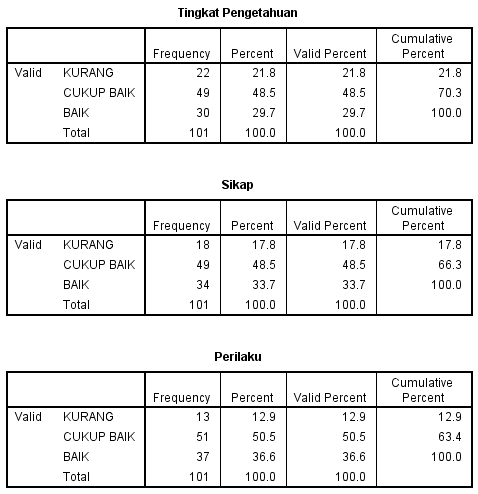 Tingkat Pengetahuan
Cumulative
Frequency Percent Valid Percent Percent
Valid KURANG 22 21.8 21.8 21.8
CUKUP BAIK 49 48.5 48.5 70.3
BAIK 30 29.7 29.7 100.0
Total 101 100.0 100.0
Sikap
Cumulative
Frequency Percent Valid Percent Percent
Valid KURANG 18 17.8 17.8 17.8
CUKUP BAIK 49 48.5 48.5 66.3
BAIK 34 33.7 33.7 100.0
Total 101 100.0 100.0
Perilaku
Cumulative
Frequency Percent Valid Percent Percent
Valid KURANG 13 12.9 12.9 12.9
CUKUP BAIK 51 50.5 50.5 63.4
BAIK 37 36.6 36.6 100.0
Total 101 100.0 100.0